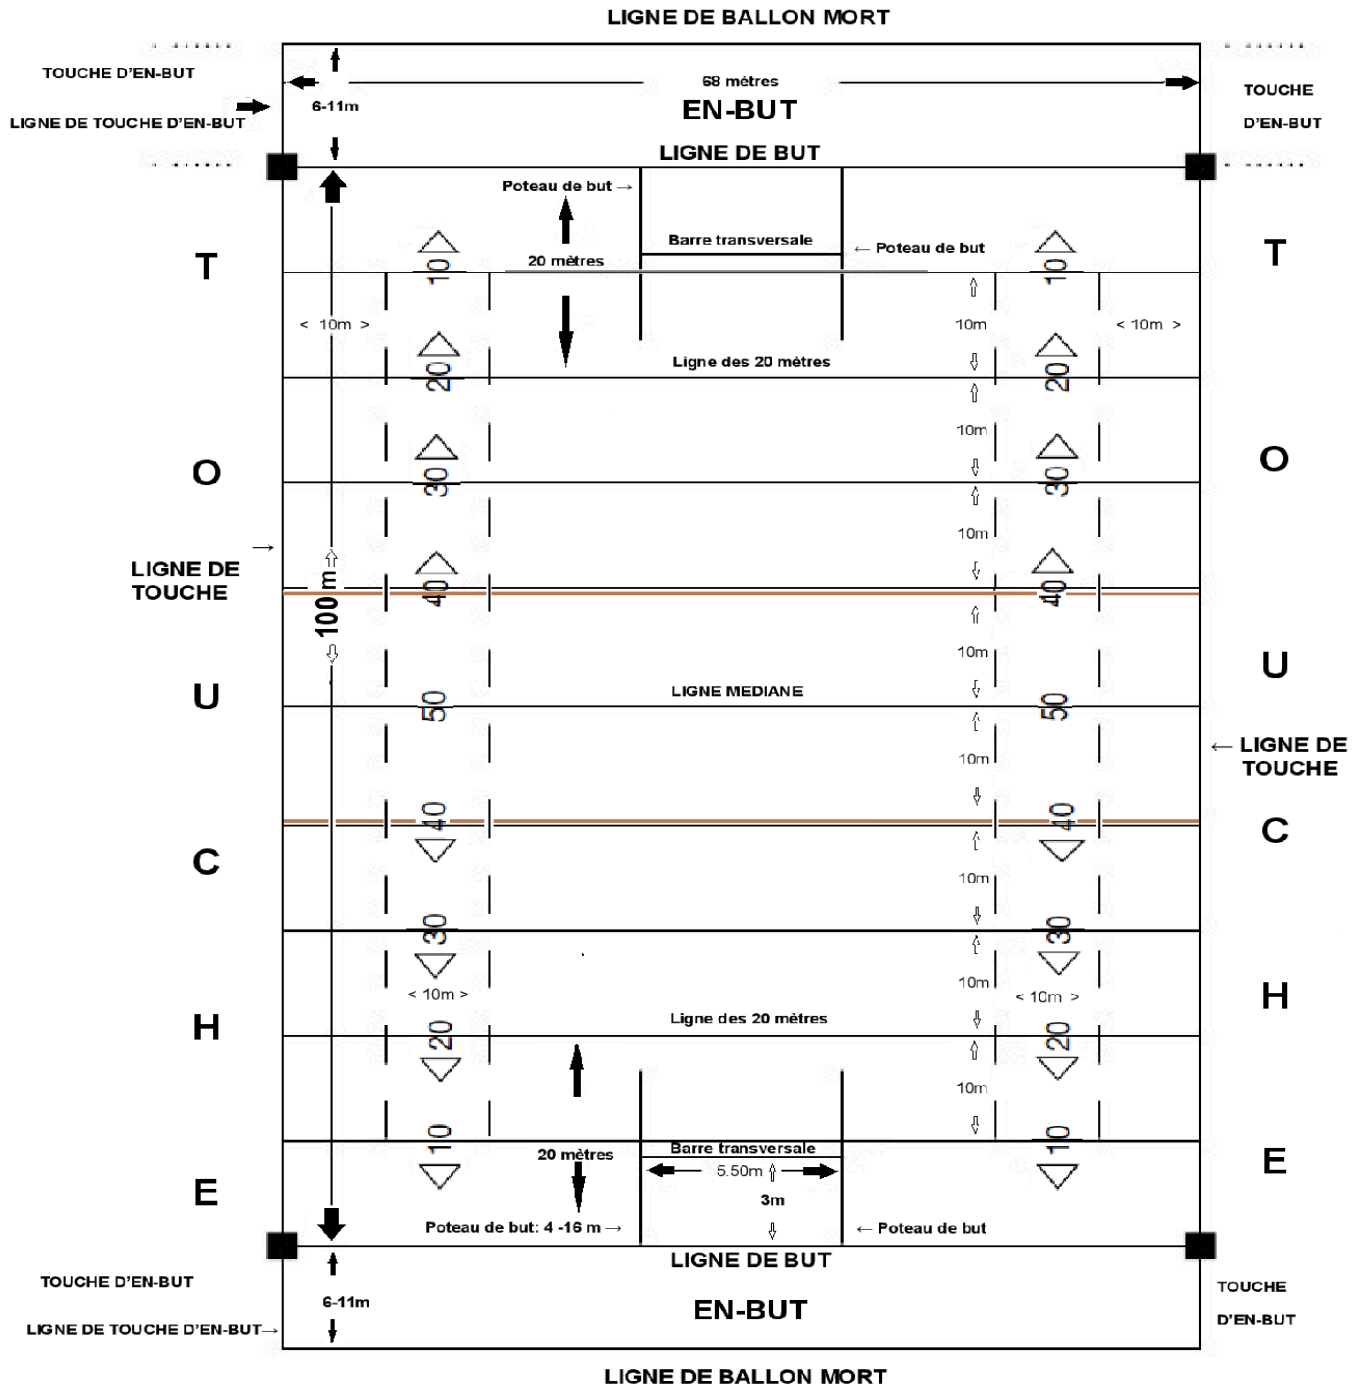 LIGNE DE BALLON MORT
TOUCHE D'EN-BUT
68 mètres
TOUCHE
6-11m
EN-BUT
LIGNE DE TOUCHE D'EN-BUT
D'EN-BUT
LIGNE DE BUT
Poteau de but →
Barre transversale
← Poteau de but
T
T
20 mètres
10
10
< 10m >
10m
< 10m >
Ligne des 20 mètres
20
20
10m
O
O
30
30
10m
→
LIGNE DE
TOUCHE
100 m
40
40
10m
U
U
LIGNE MEDIANE
50
50
← LIGNE DE
TOUCHE
10m
40
40
C
C
10m
30
30
10m
< 10m >
< 10m >
H
H
Ligne des 20 mètres
20
20
10m
10
10
Barre transversale
20 mètres
5.50m
E
E
3m
Poteau de but: 4 -16 m →
← Poteau de but
LIGNE DE BUT
TOUCHE D'EN-BUT
TOUCHE
6-11m
EN-BUT
LIGNE DE TOUCHE D'EN-BUT→
D'EN-BUT
LIGNE DE BALLON MORT